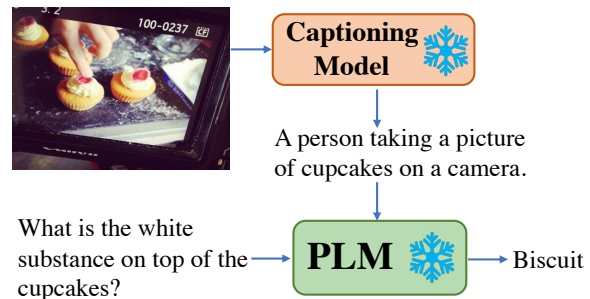 3.2
100-0237 CF
Captioning
Model
A person taking a picture
of cupcakes on a camera.
What is the white
substance on top of the
cupcakes?
PLM
Biscuit